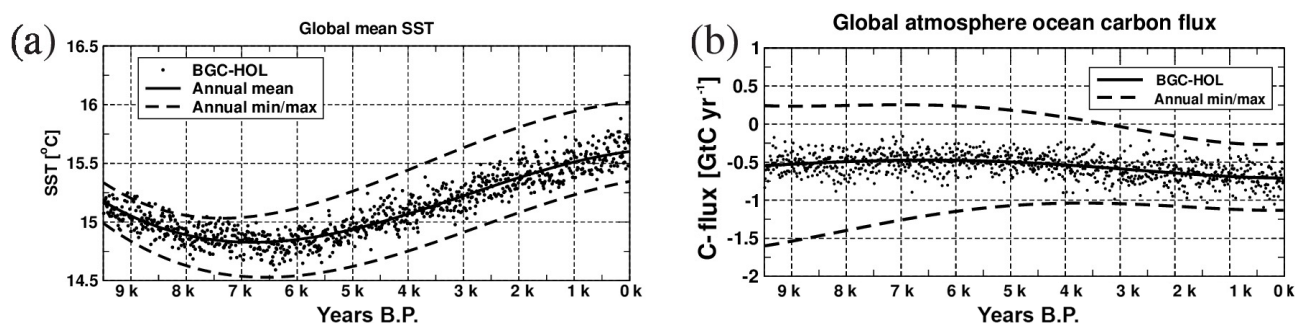 (a)
Global mean SST
16.5
16
15.5
15
14.5
SST [°C]
BGC-HOL
Annual mean
Annual min/max
9 k 8 k 7 k 6 k 5 k 4 k 3 k 2 k 1 k 0 k
Years B.P.
(b)
Global atmosphere ocean carbon flux
1
0.5
0
-0.5
-1
-1.5
-2
C- flux [GtC yr⁻¹]
BGC-HOL
Annual min/max
9 k 8 k 7 k 6 k 5 k 4 k 3 k 2 k 1 k 0 k
Years B.P.